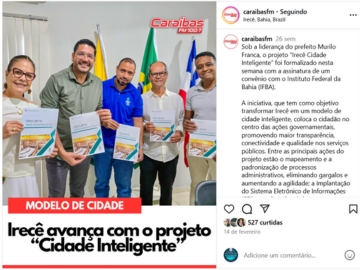 Caraíbas
FM 100,7
MODELO DE CIDADE
Irecê avança com o projeto
“Cidade Inteligente”
caraibasfm • Seguindo
Irecê, Bahia, Brazil
caraibasfm 26 sem
Sob a liderança do prefeito Murilo
Franca, o projeto “Irecê Cidade
Inteligente” foi formalizado nesta
semana com a assinatura de um
convênio com o Instituto Federal da
Bahia (IFBA).
A iniciativa, que tem como objetivo
transformar Irecê em um modelo de
cidade inteligente, coloca o cidadão no
centro das ações governamentais,
promovendo maior transparência,
conectividade e qualidade nos serviços
públicos. Entre as principais ações do
projeto estão o mapeamento e a
padronização de processos
administrativos, eliminando gargalos e
aumentando a agilidade; a implantação
do Sistema Eletrônico de Informações
527 curtidas
14 de fevereiro
Adicione um comentário...